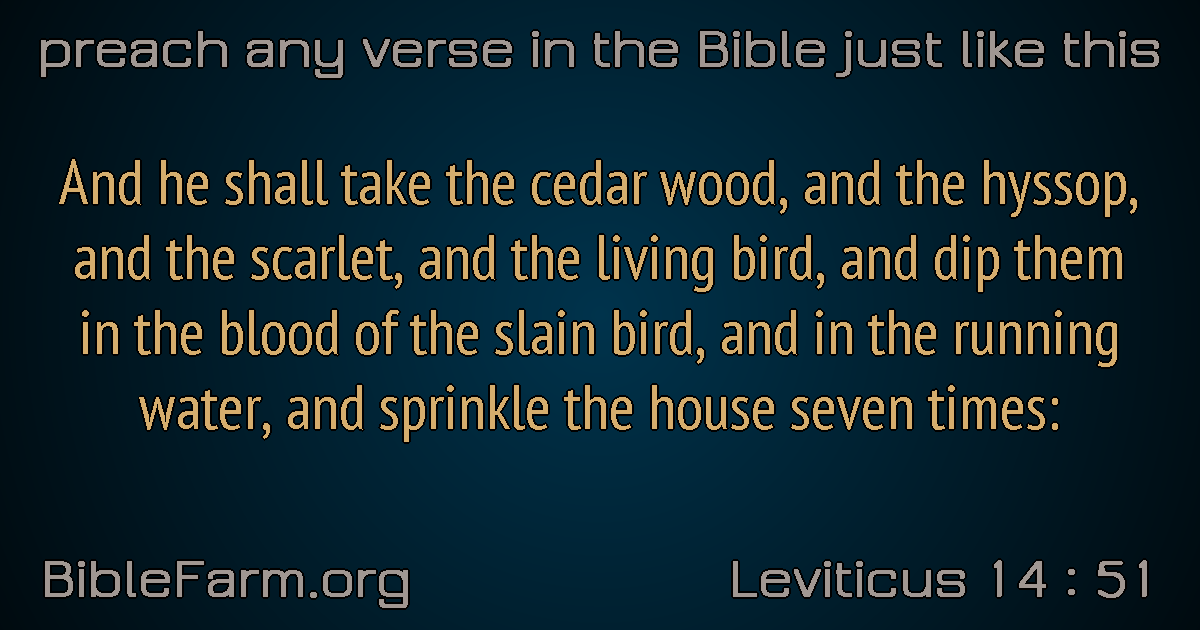 preach any verse in the Bible just like this
And he shall take the cedar wood, and the hyssop,
and the scarlet, and the living bird, and dip them
in the blood of the slain bird, and in the running
water, and sprinkle the house seven times:
BibleFarm.org
Leviticus 14 : 51